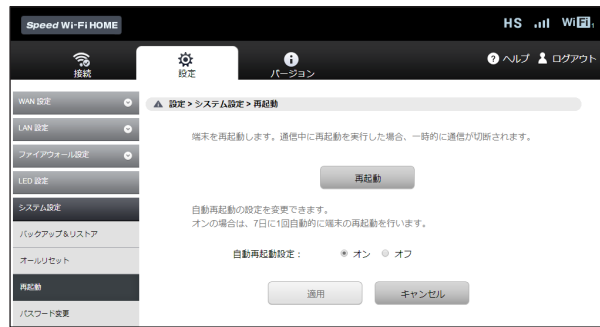 Speed Wi-Fi HOME
HS
WiFi
接続
設定
バージョン
ヘルプ
ログアウト
WAN 設定
LAN 設定
ファイアウォール設定
LED 設定
システム設定
バックアップ&リストア
オールリセット
再起動
パスワード変更
設定 > システム設定 > 再起動
端末を再起動します。通信中に再起動を実行した場合、一時的に通信が切断されます。
再起動
自動再起動の設定を変更できます。
オンの場合は、7日に1回自動的に端末の再起動を行います。
自動再起動設定： オン オフ
適用
キャンセル